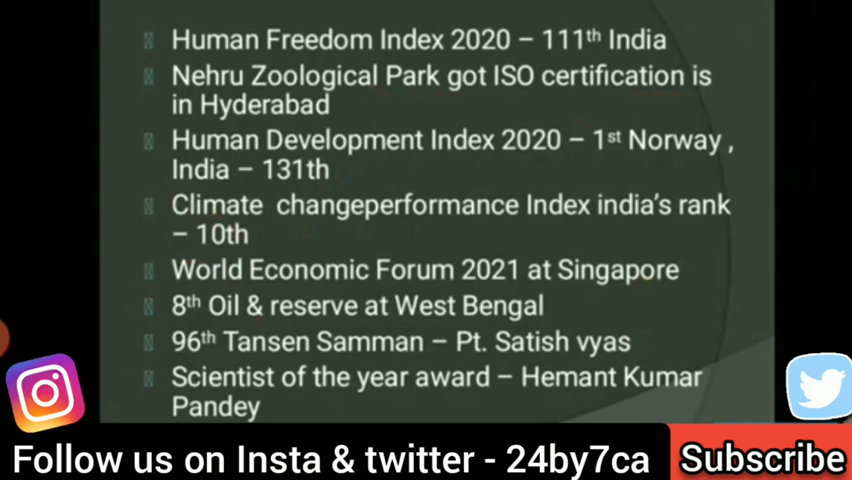 Human Freedom Index 2020 – 111th India
Nehru Zoological Park got ISO certification is
in Hyderabad
Human Development Index 2020 – 1st Norway ,
India – 131th
Climate changeperformance Index india's rank
– 10th
World Economic Forum 2021 at Singapore
8th Oil & reserve at West Bengal
96th Tansen Samman – Pt. Satish vyas
Scientist of the year award – Hemant Kumar
Pandey
Follow us on Insta & twitter - 24by7ca
Subscribe